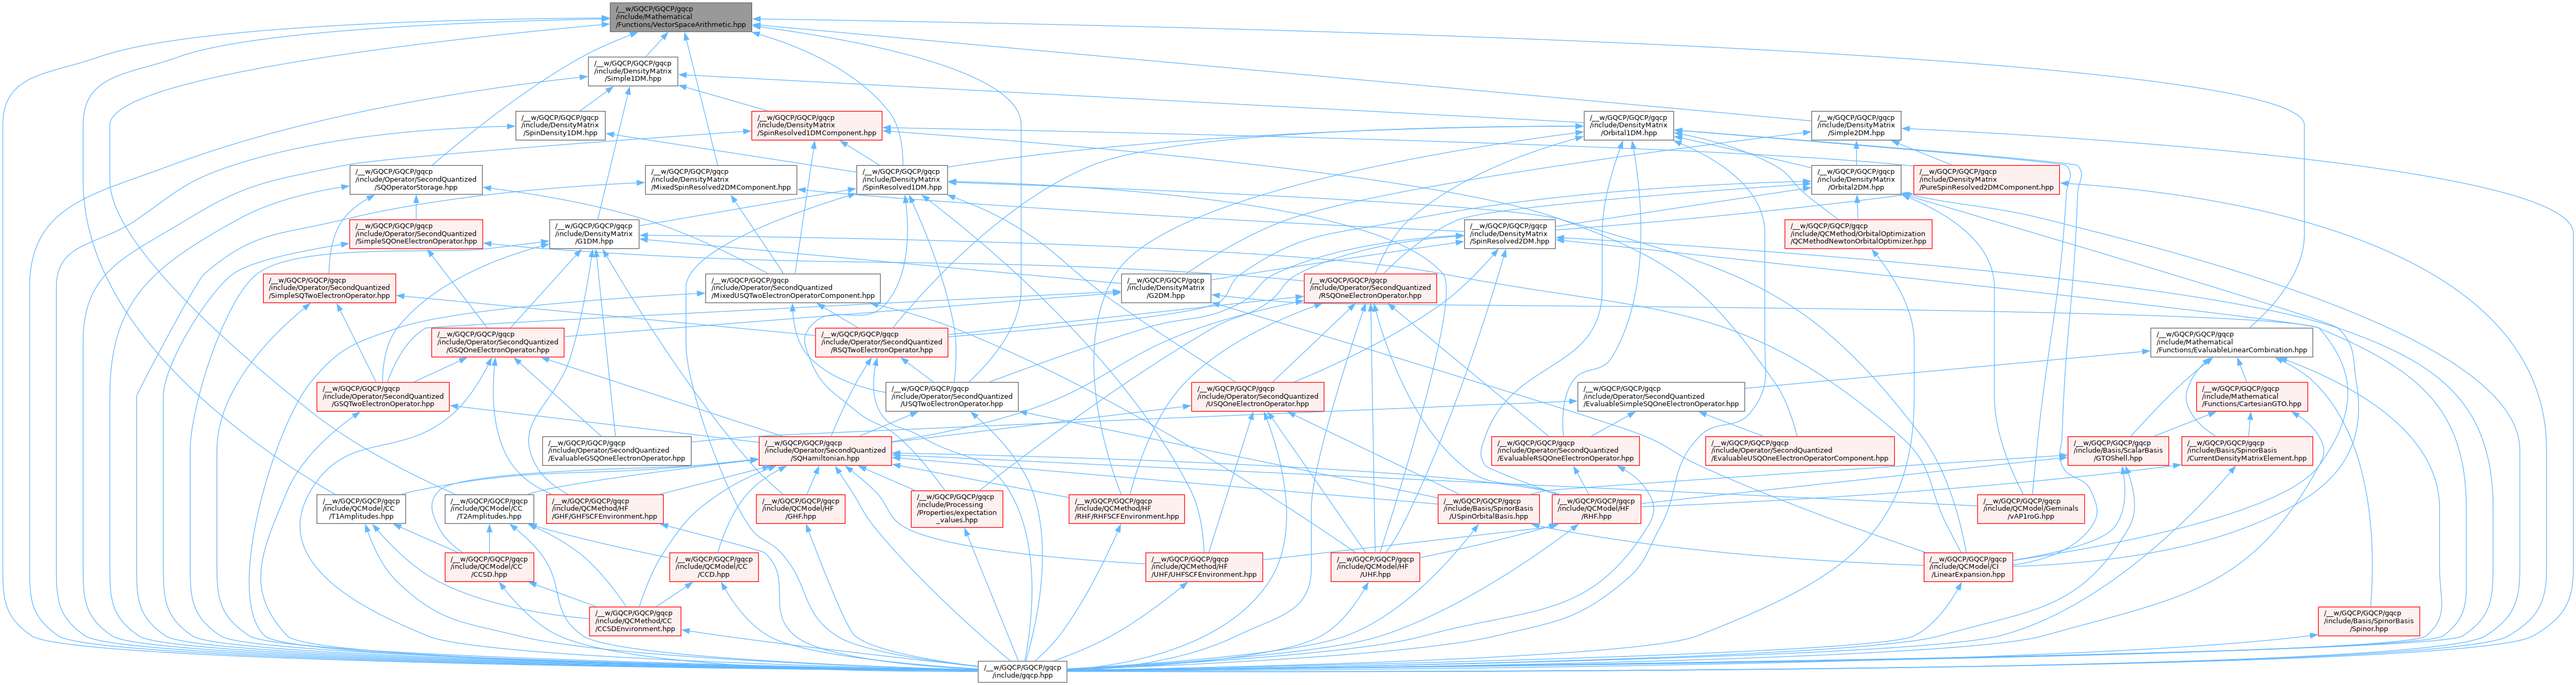 /__w/GQCP/GQCP/gqcp
/include/Mathematical
/Functions/VectorSpaceArithmetic.hpp
/__w/GQCP/GQCP/gqcp
/include/DensityMatrix
/Simple1DM.hpp
/__w/GQCP/GQCP/gqcp
/include/DensityMatrix
/SpinDensity1DM.hpp
/__w/GQCP/GQCP/gqcp
/include/DensityMatrix
/SpinResolved1DMComponent.hpp
/__w/GQCP/GQCP/gqcp
/include/DensityMatrix
/Orbital1DM.hpp
/__w/GQCP/GQCP/gqcp
/include/DensityMatrix
/Simple2DM.hpp
/__w/GQCP/GQCP/gqcp
/include/Operator/SecondQuantized
/SQOperatorStorage.hpp
/__w/GQCP/GQCP/gqcp
/include/DensityMatrix
/MixedSpinResolved2DMComponent.hpp
/__w/GQCP/GQCP/gqcp
/include/DensityMatrix
/SpinResolved1DM.hpp
/__w/GQCP/GQCP/gqcp
/include/DensityMatrix
/Orbital2DM.hpp
/__w/GQCP/GQCP/gqcp
/include/DensityMatrix
/PureSpinResolved2DMComponent.hpp
/__w/GQCP/GQCP/gqcp
/include/Operator/SecondQuantized
/SimpleSQOneElectronOperator.hpp
/__w/GQCP/GQCP/gqcp
/include/DensityMatrix
/G1DM.hpp
/__w/GQCP/GQCP/gqcp
/include/DensityMatrix
/SpinResolved2DM.hpp
/__w/GQCP/GQCP/gqcp
/include/QCMethod/OrbitalOptimization
/QCMethodNewtonOrbitalOptimizer.hpp
/__w/GQCP/GQCP/gqcp
/include/Operator/SecondQuantized
/SimpleSQTwoElectronOperator.hpp
/__w/GQCP/GQCP/gqcp
/include/Operator/SecondQuantized
/MixedUSQTwoElectronOperatorComponent.hpp
/__w/GQCP/GQCP/gqcp
/include/DensityMatrix
/G2DM.hpp
/__w/GQCP/GQCP/gqcp
/include/Operator/SecondQuantized
/RSQOneElectronOperator.hpp
/__w/GQCP/GQCP/gqcp
/include/Operator/SecondQuantized
/GSQOneElectronOperator.hpp
/__w/GQCP/GQCP/gqcp
/include/Operator/SecondQuantized
/RSQTwoElectronOperator.hpp
/__w/GQCP/GQCP/gqcp
/include/Mathematical
/Functions/EvaluableLinearCombination.hpp
/__w/GQCP/GQCP/gqcp
/include/Operator/SecondQuantized
/GSQTwoElectronOperator.hpp
/__w/GQCP/GQCP/gqcp
/include/Operator/SecondQuantized
/USQTwoElectronOperator.hpp
/__w/GQCP/GQCP/gqcp
/include/Operator/SecondQuantized
/USQOneElectronOperator.hpp
/__w/GQCP/GQCP/gqcp
/include/Operator/SecondQuantized
/EvaluableSimpleSQOneElectronOperator.hpp
/__w/GQCP/GQCP/gqcp
/include/Mathematical
/Functions/CartesianGTO.hpp
/__w/GQCP/GQCP/gqcp
/include/Operator/SecondQuantized
/EvaluableGSQOneElectronOperator.hpp
/__w/GQCP/GQCP/gqcp
/include/Operator/SecondQuantized
/SQHamiltonian.hpp
/__w/GQCP/GQCP/gqcp
/include/Operator/SecondQuantized
/EvaluableRSQOneElectronOperator.hpp
/__w/GQCP/GQCP/gqcp
/include/Operator/SecondQuantized
/EvaluableUSQOneElectronOperatorComponent.hpp
/__w/GQCP/GQCP/gqcp
/include/Basis/ScalarBasis
/GTOShell.hpp
/__w/GQCP/GQCP/gqcp
/include/Basis/SpinorBasis
/CurrentDensityMatrixElement.hpp
/__w/GQCP/GQCP/gqcp
/include/QCModel/CC
/T1Amplitudes.hpp
/__w/GQCP/GQCP/gqcp
/include/QCModel/CC
/T2Amplitudes.hpp
/__w/GQCP/GQCP/gqcp
/include/QCMethod/HF
/GHF/GHFSCFEnvironment.hpp
/__w/GQCP/GQCP/gqcp
/include/QCModel/HF
/GHF.hpp
/__w/GQCP/GQCP/gqcp
/include/Processing
/Properties/expectation
_values.hpp
/__w/GQCP/GQCP/gqcp
/include/QCMethod/HF
/RHF/RHFSCFEnvironment.hpp
/__w/GQCP/GQCP/gqcp
/include/Basis/SpinorBasis
/USpinOrbitalBasis.hpp
/__w/GQCP/GQCP/gqcp
/include/QCModel/HF
/RHF.hpp
/__w/GQCP/GQCP/gqcp
/include/QCModel/Geminals
/vAP1roG.hpp
/__w/GQCP/GQCP/gqcp
/include/QCModel/CC
/CCSD.hpp
/__w/GQCP/GQCP/gqcp
/include/QCModel/CC
/CCD.hpp
/__w/GQCP/GQCP/gqcp
/include/QCMethod/HF
/UHF/UHFSCFEnvironment.hpp
/__w/GQCP/GQCP/gqcp
/include/QCModel/HF
/UHF.hpp
/__w/GQCP/GQCP/gqcp
/include/QCModel/CI
/LinearExpansion.hpp
/__w/GQCP/GQCP/gqcp
/include/QCMethod/CC
/CCSDEnvironment.hpp
/__w/GQCP/GQCP/gqcp
/include/Basis/SpinorBasis
/Spinor.hpp
/__w/GQCP/GQCP/gqcp
/include/gqcp.hpp